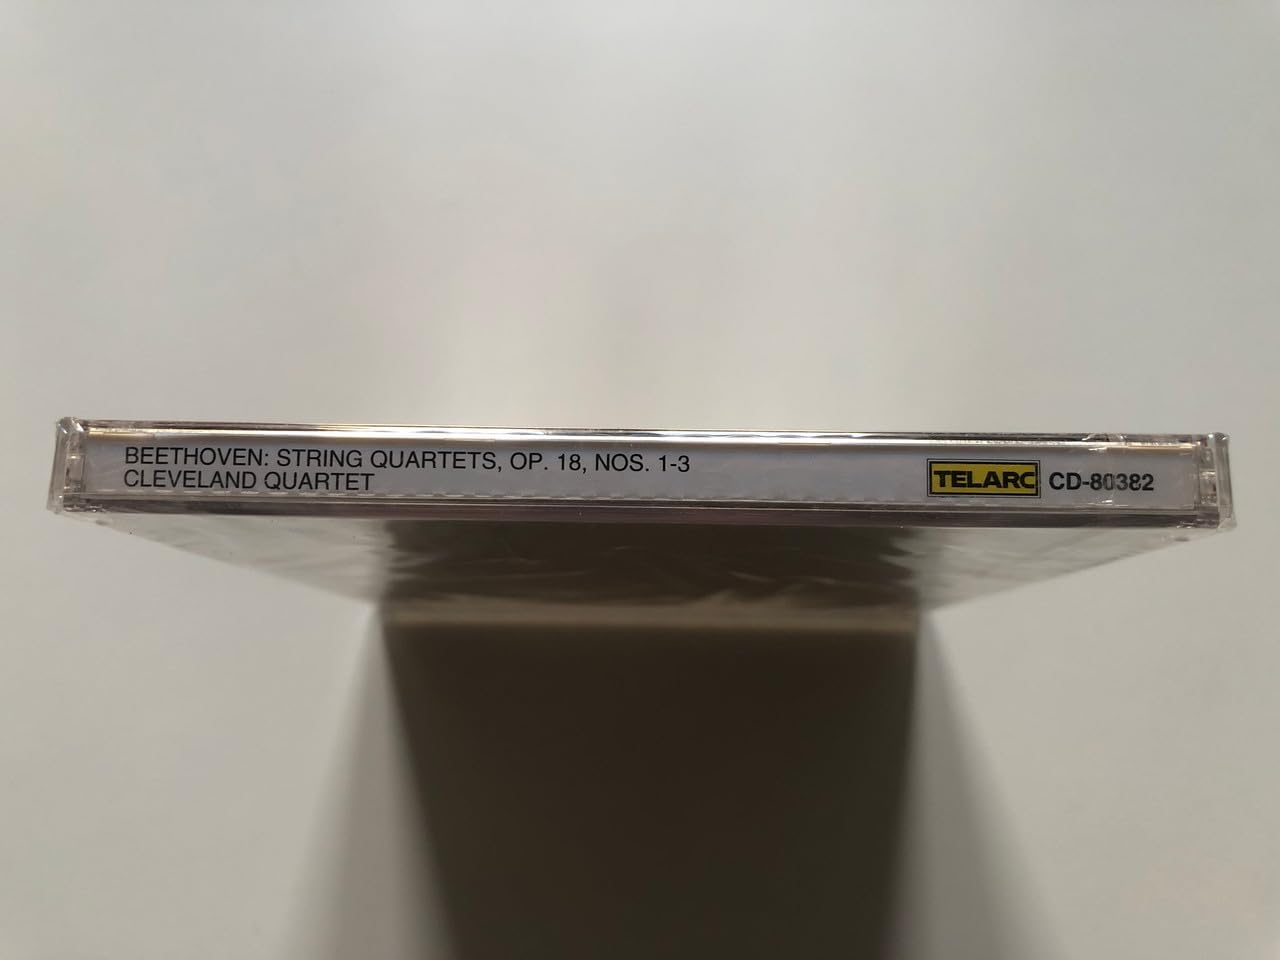 BEETHOVEN: STRING QUARTETS, OP. 18, NOS. 1-3
CLEVELAND QUARTET
TELARC CD-80382